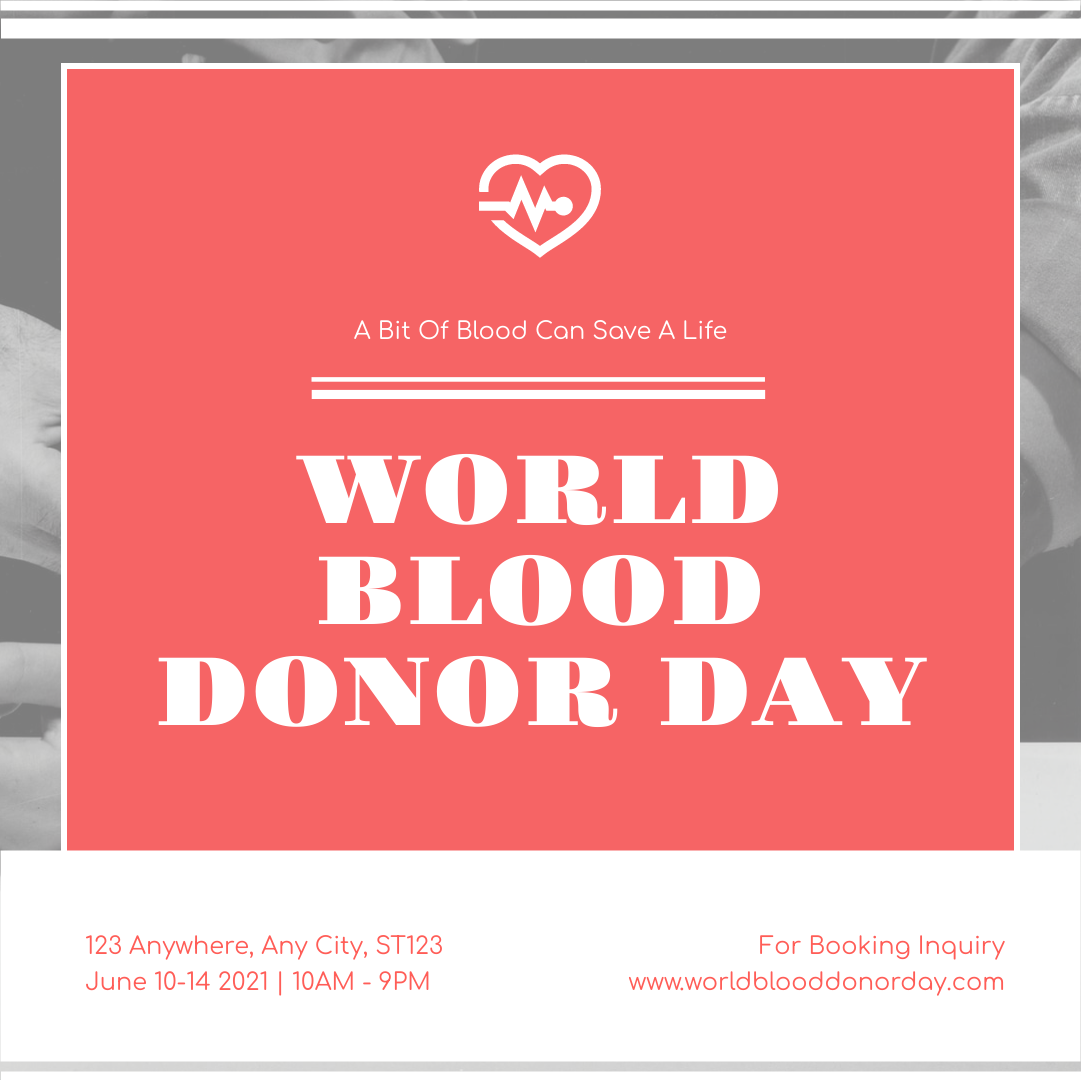 A Bit Of Blood Can Save A Life
WORLD
BLOOD
DONOR DAY
123 Anywhere, Any City, ST123
June 10-14 2021 | 10AM - 9PM
For Booking Inquiry
www.worldblooddonorday.com